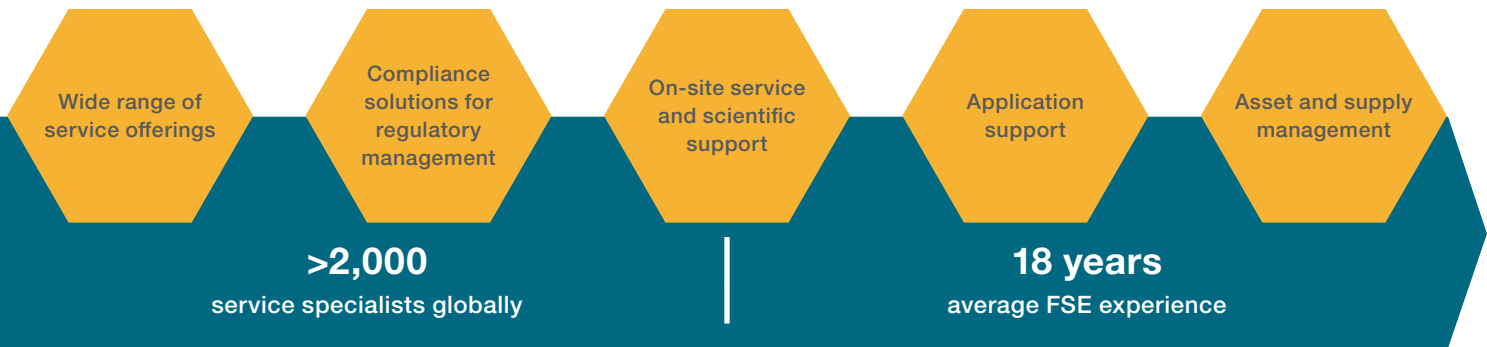 Wide range of
service offerings
Compliance
solutions for
regulatory
management
On-site service
and scientific
support
Application
support
Asset and supply
management
>2,000
service specialists globally
18 years
average FSE experience